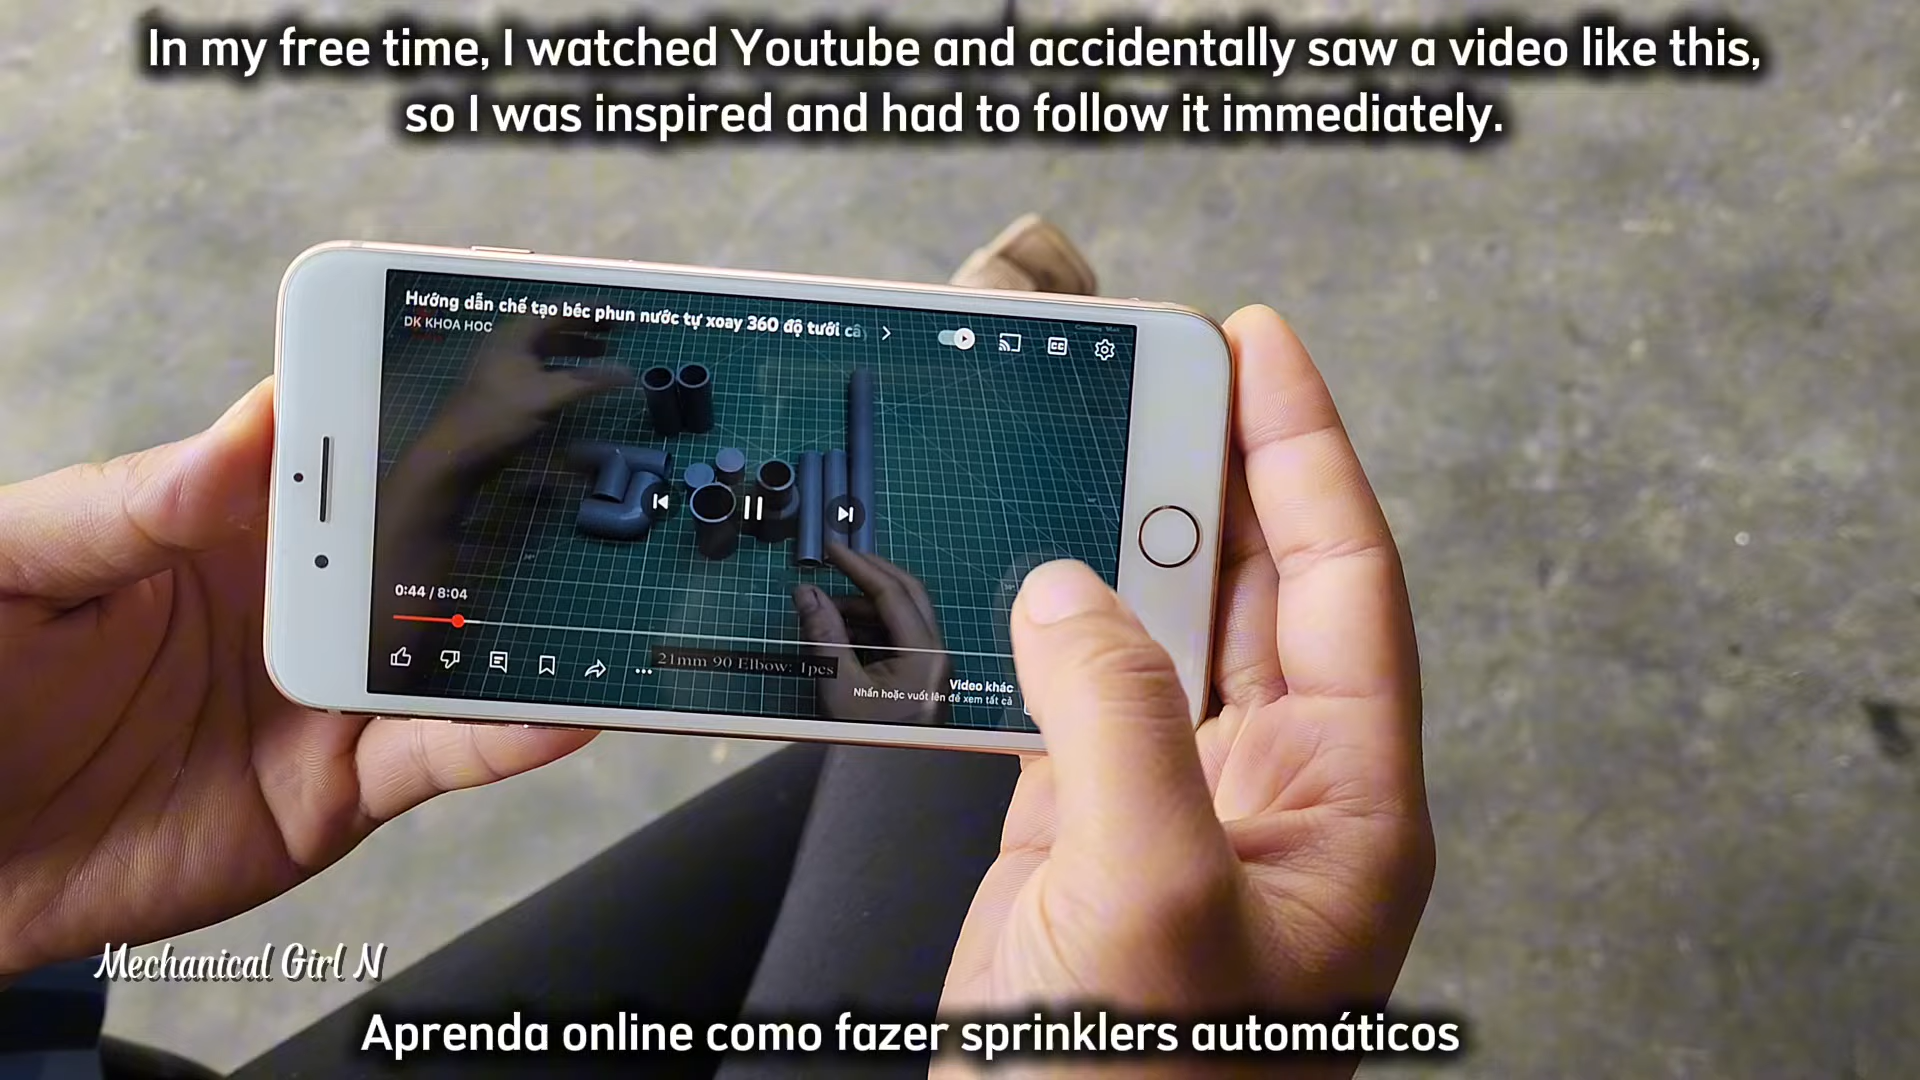 In my free time, I watched Youtube and accidentally saw a video like this,
so I was inspired and had to follow it immediately.
Hướng dẫn chế tạo béc phun nước tự xoay 360 độ tưới câ
DK KHOA HOC
CC
0:44 / 8:04
21mm 90 Elbow: 1pcs
Video khác
Nhấn hoặc vuốt lên để xem tất cả
Mechanical Girl N
Aprenda online como fazer sprinklers automáticos